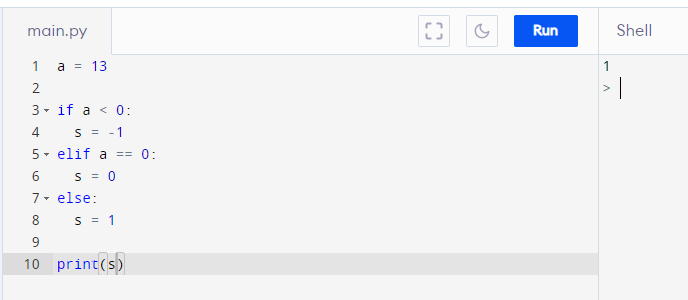 main.py Run Shell
1 a = 13
2
3 if a < 0:
4   s = -1
5 elif a == 0:
6   s = 0
7 else:
8   s = 1
9
10 print(s)
1
>